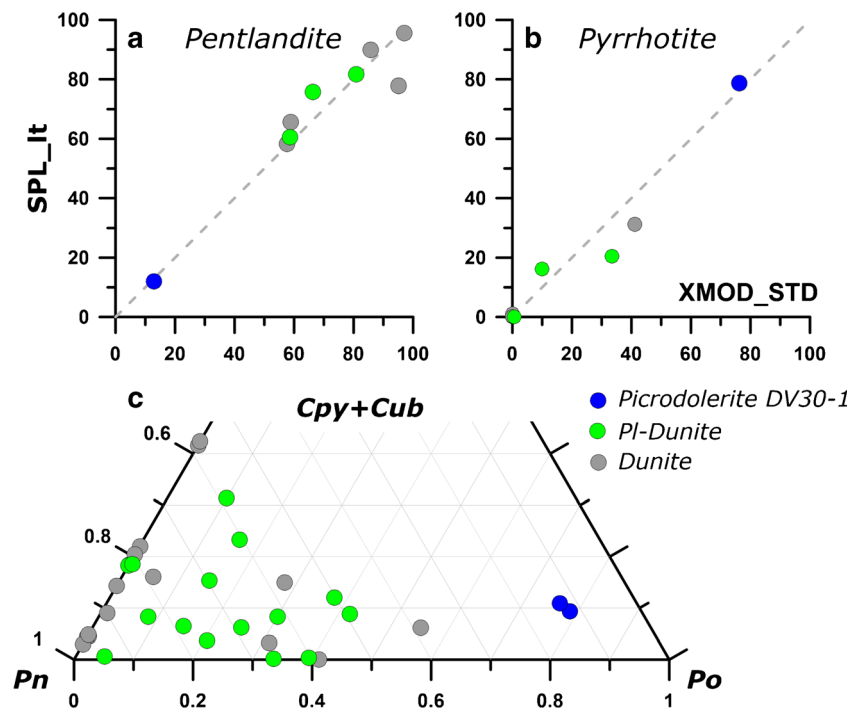 a Pentlandite
b Pyrrhotite
SPL_lt
100
80
60
40
20
0
0 20 40 60 80 100
100
80
60
40
20
0
XMOD_STD
0 20 40 60 80 100
c
Cpy+Cub
Picrodolerite DV30-1
Pl-Dunite
Dunite
0.6
0.8
1
Pn
Po
0 0.2 0.4 0.6 0.8 1